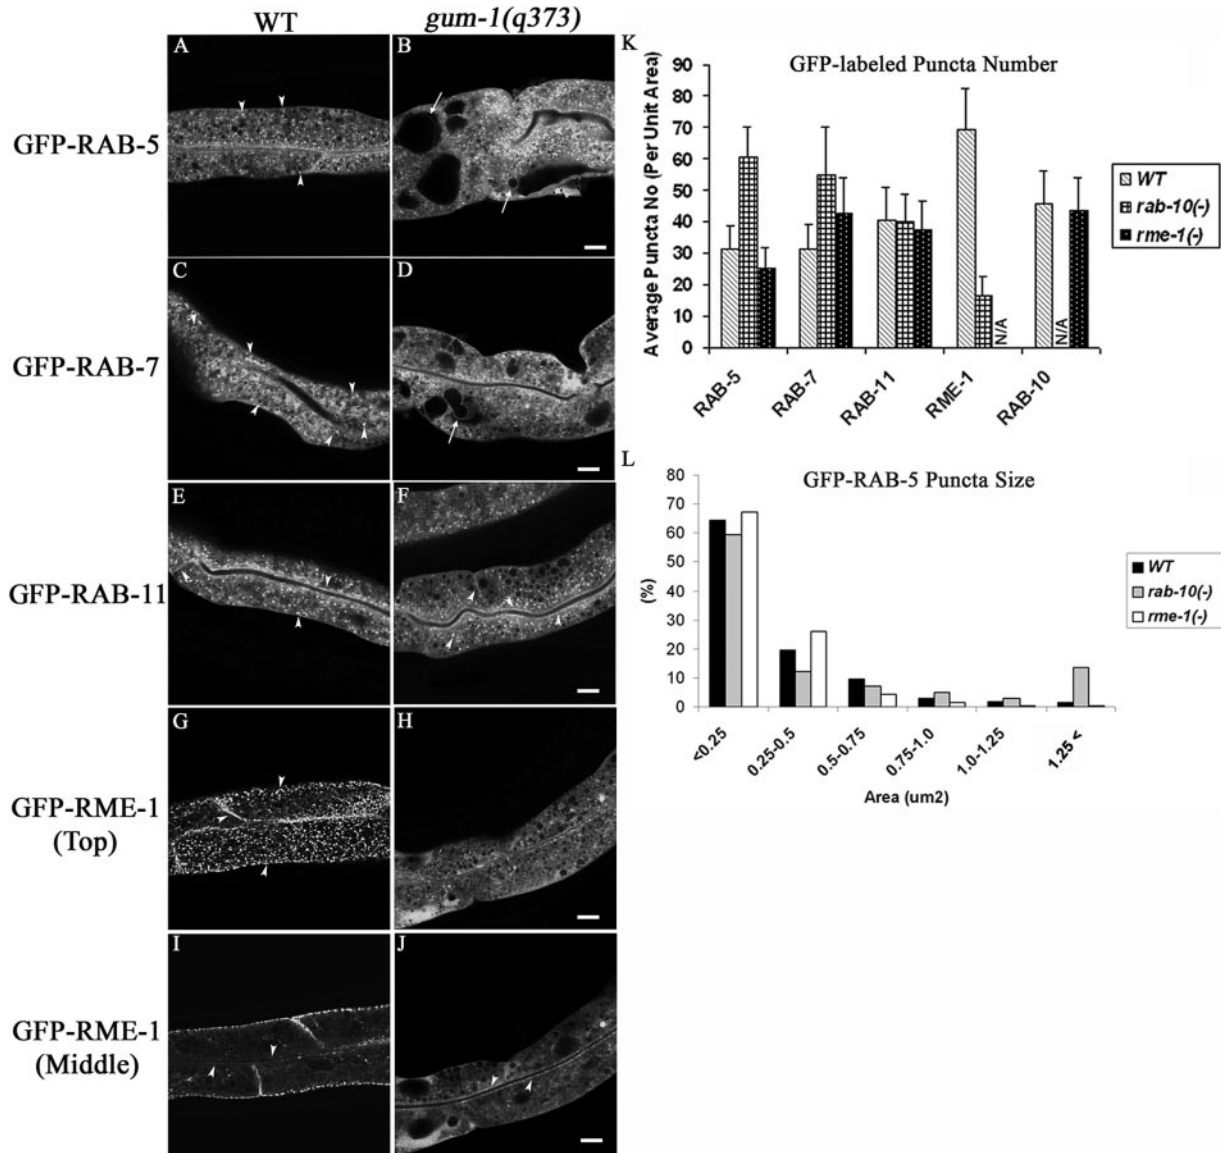 WT gum-1(q373)
A B
GFP-RAB-5
C D
GFP-RAB-7
E F
GFP-RAB-11
G H
GFP-RME-1
(Top)
I J
GFP-RME-1
(Middle)
K
GFP-labeled Puncta Number
Average Puncta No (Per Unit Area)
90
80
70
60
50
40
30
20
10
0
N/A
N/A
RAB-5
RAB-7
RAB-11
RME-1
RAB-10
WT
rab-10(-)
rme-1(-)
L
GFP-RAB-5 Puncta Size
(%)
80
70
60
50
40
30
20
10
0
<0.25
0.25-0.5
0.5-0.75
0.75-1.0
1.0-1.25
1.25 <
Area (um2)
WT
rab-10(-)
rme-1(-)